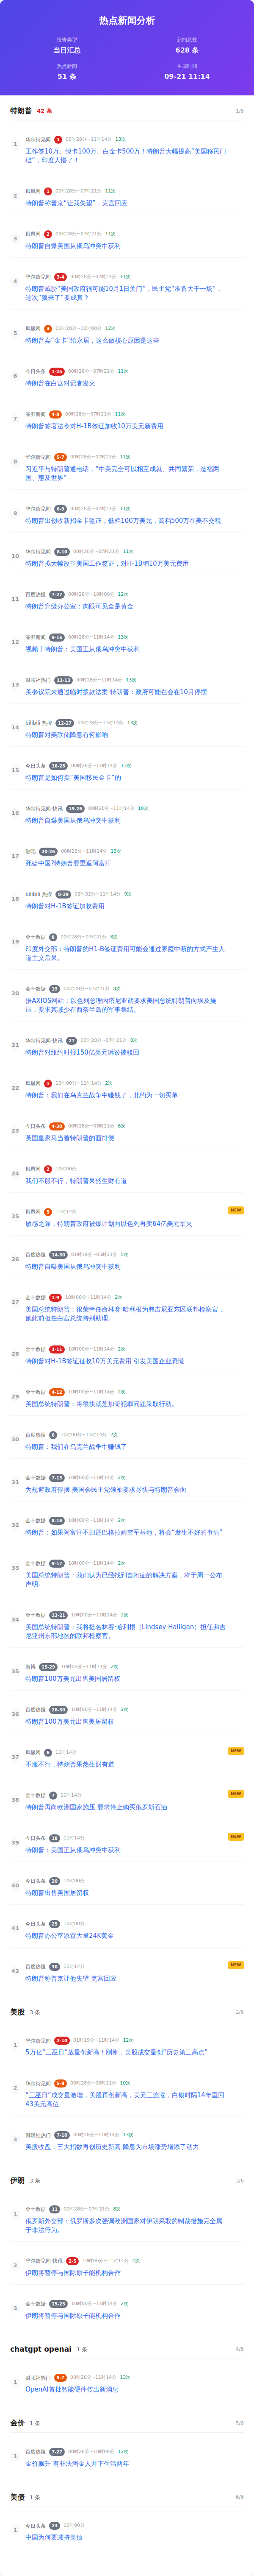 热点新闻分析
报告类型
新闻总数
当日汇总
628 条
热点新闻
生成时间
51 条
09-21 11:14
特朗普 42 条 1/6
1 华尔街见闻 1 00时28分~11时14分 13次
工作签10万、绿卡100万、白金卡500万！特朗普大幅提高“美国移民门
槛”，印度人懵了！
2 凤凰网 1 00时28分~07时21分 11次
特朗普称普京“让我失望”，克宫回应
3 凤凰网 2 00时28分~07时21分 11次
特朗普自爆美国从俄乌冲突中获利
4 华尔街见闻 3-4 00时28分~07时21分 11次
特朗普威胁“美国政府很可能10月1日关门”，民主党“准备大干一场”，
这次“狼来了”要成真？
5 凤凰网 4 00时28分~10时00分 12次
特朗普卖“金卡”给永居，这么做核心原因是这些
6 今日头条 1-25 00时28分~07时21分 11次
特朗普在白宫对记者发火
7 澎湃新闻 4-8 00时28分~07时21分 11次
特朗普签署法令对H-1B签证加收10万美元新费用
8 华尔街见闻 5-7 00时28分~07时21分 11次
习近平与特朗普通电话，“中美完全可以相互成就、共同繁荣，造福两
国、惠及世界”
9 华尔街见闻 6-9 00时28分~07时21分 11次
特朗普出创收新招金卡签证，低档100万美元，高档500万在美不交税
10 华尔街见闻 8-10 00时28分~07时21分 11次
特朗普拟大幅改革美国工作签证，对H-1B增10万美元费用
11 百度热搜 7-27 00时28分~10时00分 12次
特朗普升级办公室：肉眼可见全是黄金
12 澎湃新闻 9-16 00时28分~11时14分 13次
视频丨特朗普：美国正从俄乌冲突中获利
13 财联社热门 11-13 00时28分~11时14分 13次
美参议院未通过临时拨款法案 特朗普：政府可能在会在10月停摆
14 bilibili 热搜 12-27 00时28分~11时14分 13次
特朗普对美联储降息有何影响
15 今日头条 16-28 00时28分~11时14分 13次
特朗普是如何卖“美国移民金卡”的
16 华尔街见闻-快讯 19-26 00时28分~11时14分 10次
特朗普自爆美国从俄乌冲突中获利
17 贴吧 20-26 00时28分~11时14分 13次
死磕中国?特朗普要重返阿富汗
18 bilibili 热搜 8-29 02时32分~11时14分 9次
特朗普对H-1B签证加收费用
19 金十数据 8 00时28分~07时21分 8次
印度外交部：特朗普的H1-B签证费用可能会通过家庭中断的方式产生人
道主义后果。
20 金十数据 19 00时28分~07时21分 8次
据AXIOS网站：以色列总理内塔尼亚胡要求美国总统特朗普向埃及施
压，要求其减少在西奈半岛的军事集结。
21 华尔街见闻-快讯 27 00时28分~07时21分 8次
特朗普对纽约时报150亿美元诉讼被驳回
22 凤凰网 1 10时00分~11时14分 2次
特朗普：我们在乌克兰战争中赚钱了，北约为一切买单
23 今日头条 4-30 00时28分~05时21分 6次
英国皇家马当着特朗普的面排便
24 凤凰网 2 10时00分
我们不服不行，特朗普果然生财有道
25 凤凰网 5 11时14分 NEW
敏感之际，特朗普政府被爆计划向以色列再卖64亿美元军火
26 百度热搜 14-30 01时19分~05时21分 5次
特朗普自曝美国从俄乌冲突中获利
27 金十数据 1-9 10时00分~11时14分 2次
美国总统特朗普：很荣幸任命林赛·哈利根为弗吉尼亚东区联邦检察官，
她此前担任白宫总统特别助理。
28 金十数据 3-11 10时00分~11时14分 2次
特朗普对H-1B签证征收10万美元费用 引发美国企业恐慌
29 金十数据 4-12 10时00分~11时14分 2次
美国总统特朗普：将很快就芝加哥犯罪问题采取行动。
30 百度热搜 6 10时00分~11时14分 2次
特朗普：我们在乌克兰战争中赚钱了
31 金十数据 7-15 10时00分~11时14分 2次
为规避政府停摆 美国会民主党领袖要求尽快与特朗普会面
32 金十数据 8-16 10时00分~11时14分 2次
特朗普：如果阿富汗不归还巴格拉姆空军基地，将会“发生不好的事情”
33 金十数据 9-17 10时00分~11时14分 2次
美国总统特朗普：我们认为已经找到自闭症的解决方案，将于周一公布
声明。
34 金十数据 13-21 10时00分~11时14分 2次
美国总统特朗普：我将提名林赛·哈利根（Lindsey Halligan）担任弗吉
尼亚州东部地区的联邦检察官。
35 微博 15-29 10时00分~11时14分 2次
特朗普100万美元出售美国居留权
36 百度热搜 26-30 10时00分~11时14分 2次
特朗普100万美元出售美居留权
37 凤凰网 6 11时14分 NEW
不服不行，特朗普果然生财有道
38 金十数据 7 11时14分 NEW
特朗普再向欧洲国家施压 要求停止购买俄罗斯石油
39 今日头条 18 11时14分 NEW
特朗普：美国正从俄乌冲突中获利
40 今日头条 20 10时00分
特朗普出售美国居留权
41 今日头条 25 10时00分
特朗普办公室添置大量24K黄金
42 百度热搜 30 11时14分 NEW
特朗普称普京让他失望 克宫回应
美股 3 条 2/6
1 华尔街见闻 2-10 01时19分~11时14分 12次
5万亿“三巫日”放量创新高！刚刚，美股成交量创“历史第三高点”
2 华尔街见闻 5-8 00时28分~06时21分 10次
“三巫日”成交量激增，美股再创新高，美元三连涨，白银时隔14年重回
43美元高位
3 财联社热门 7-10 00时28分~11时14分 13次
美股收盘：三大指数再创历史新高 降息为市场涨势增添了动力
伊朗 3 条 3/6
1 金十数据 11 00时28分~07时21分 8次
俄罗斯外交部：俄罗斯多次强调欧洲国家对伊朗采取的制裁措施完全属
于非法行为。
2 华尔街见闻-快讯 2-5 10时00分~11时14分 2次
伊朗将暂停与国际原子能机构合作
3 金十数据 15-23 10时00分~11时14分 2次
伊朗将暂停与国际原子能机构合作
chatgpt openai 1 条 4/6
1 财联社热门 5-7 00时28分~11时14分 13次
OpenAI首批智能硬件传出新消息
金价 1 条 5/6
1 百度热搜 7-27 00时28分~10时00分 12次
金价飙升 有非法淘金人井下生活两年
美债 1 条 6/6
1 今日头条 23 10时00分
中国为何要减持美债